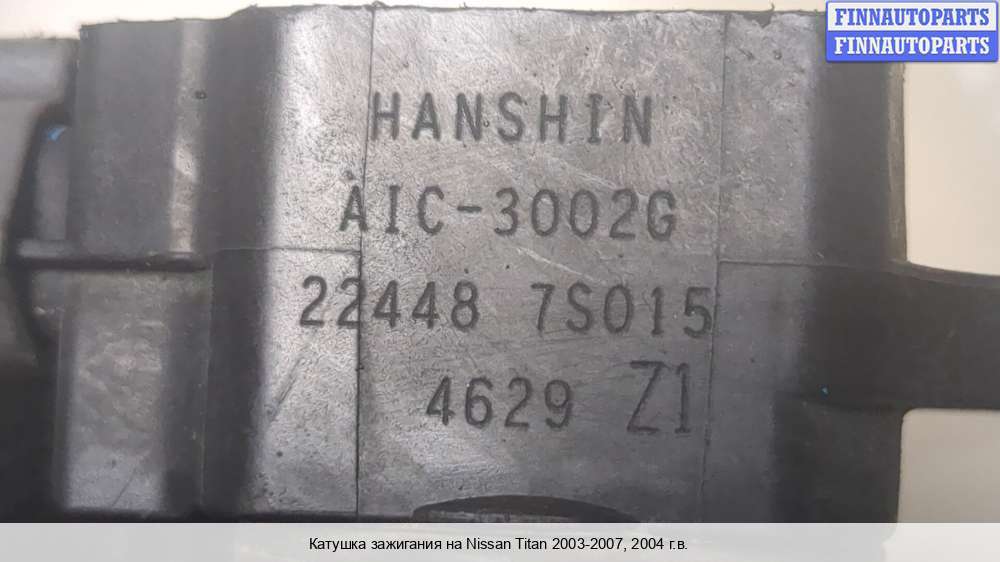 FINNAUTOPARTS
FINNAUTOPARTS
HANSHIN
AIC-3002G
22448 7S015
4629 Z1
Катушка зажигания на Nissan Titan 2003-2007, 2004 г.в.